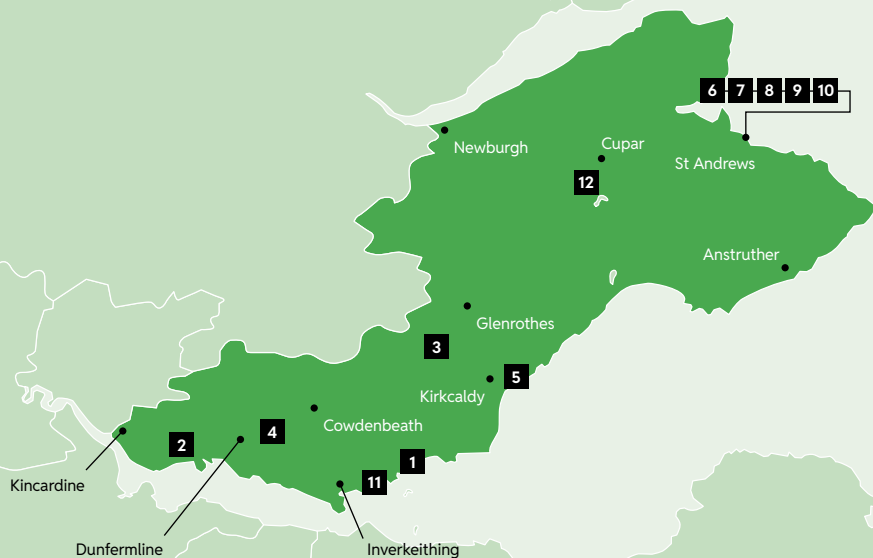 6 7 8 9 10
Newburgh
Cupar
St Andrews
12
Anstruther
Glenrothes
3
5
Kirkcaldy
Cowdenbeath
4
2
1
11
Kincardine
Dunfermline
Inverkeithing